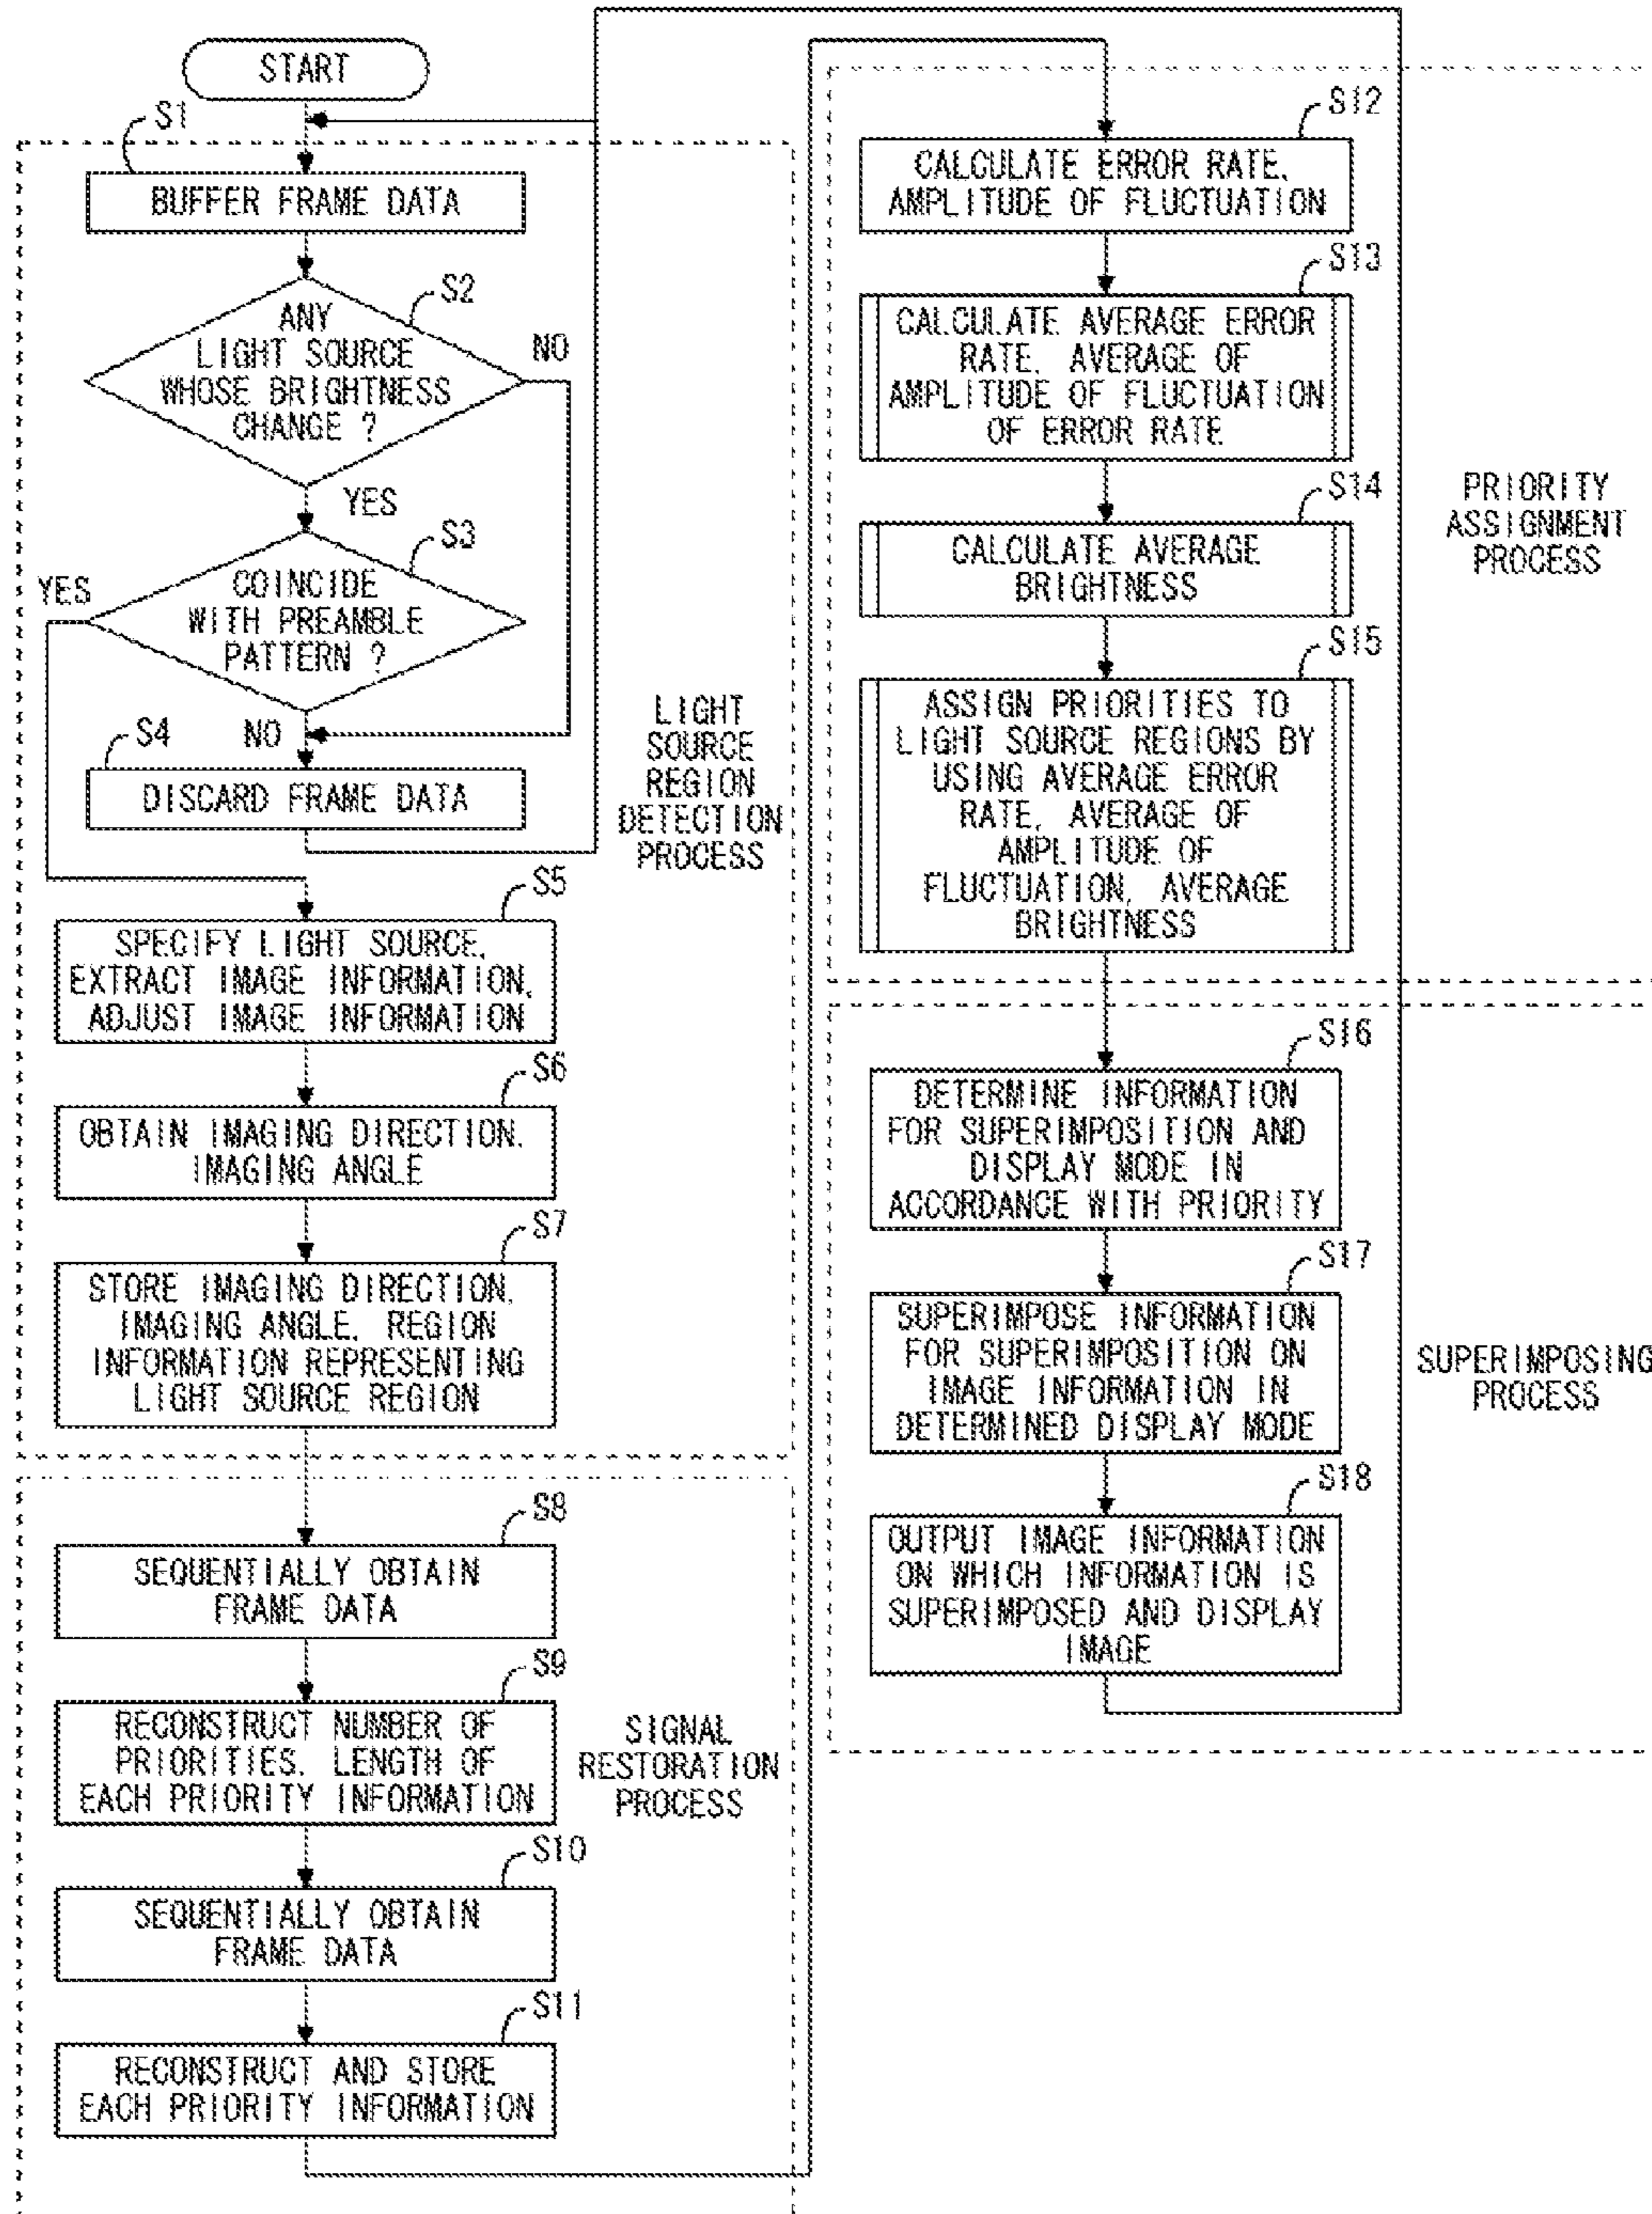 START
S1
BUFFER FRAME DATA
S2
ANY
LIGHT SOURCE
WHOSE BRIGHTNESS
CHANGE ?
NO
YES
S3
COINCIDE
WITH PREAMBLE
PATTERN ?
YES
NO
S4
DISCARD FRAME DATA
LIGHT
SOURCE
REGION
DETECTION
PROCESS
S5
SPECIFY LIGHT SOURCE,
EXTRACT IMAGE INFORMATION,
ADJUST IMAGE INFORMATION
S6
OBTAIN IMAGING DIRECTION,
IMAGING ANGLE
S7
STORE IMAGING DIRECTION,
IMAGING ANGLE, REGION
INFORMATION REPRESENTING
LIGHT SOURCE REGION
S8
SEQUENTIALLY OBTAIN
FRAME DATA
S9
RECONSTRUCT NUMBER OF
PRIORITIES, LENGTH OF
EACH PRIORITY INFORMATION
SIGNAL
RESTORATION
PROCESS
S10
SEQUENTIALLY OBTAIN
FRAME DATA
S11
RECONSTRUCT AND STORE
EACH PRIORITY INFORMATION
S12
CALCULATE ERROR RATE,
AMPLITUDE OF FLUCTUATION
S13
CALCULATE AVERAGE ERROR
RATE, AVERAGE OF
AMPLITUDE OF FLUCTUATION
OF ERROR RATE
S14
CALCULATE AVERAGE
BRIGHTNESS
PRIORITY
ASSIGNMENT
PROCESS
S15
ASSIGN PRIORITIES TO
LIGHT SOURCE REGIONS BY
USING AVERAGE ERROR
RATE, AVERAGE OF
AMPLITUDE OF
FLUCTUATION, AVERAGE
BRIGHTNESS
S16
DETERMINE INFORMATION
FOR SUPERIMPOSITION AND
DISPLAY MODE IN
ACCORDANCE WITH PRIORITY
S17
SUPERIMPOSE INFORMATION
FOR SUPERIMPOSITION ON
IMAGE INFORMATION IN
DETERMINED DISPLAY MODE
SUPERIMPOSING
PROCESS
S18
OUTPUT IMAGE INFORMATION
ON WHICH INFORMATION IS
SUPERIMPOSED AND DISPLAY
IMAGE